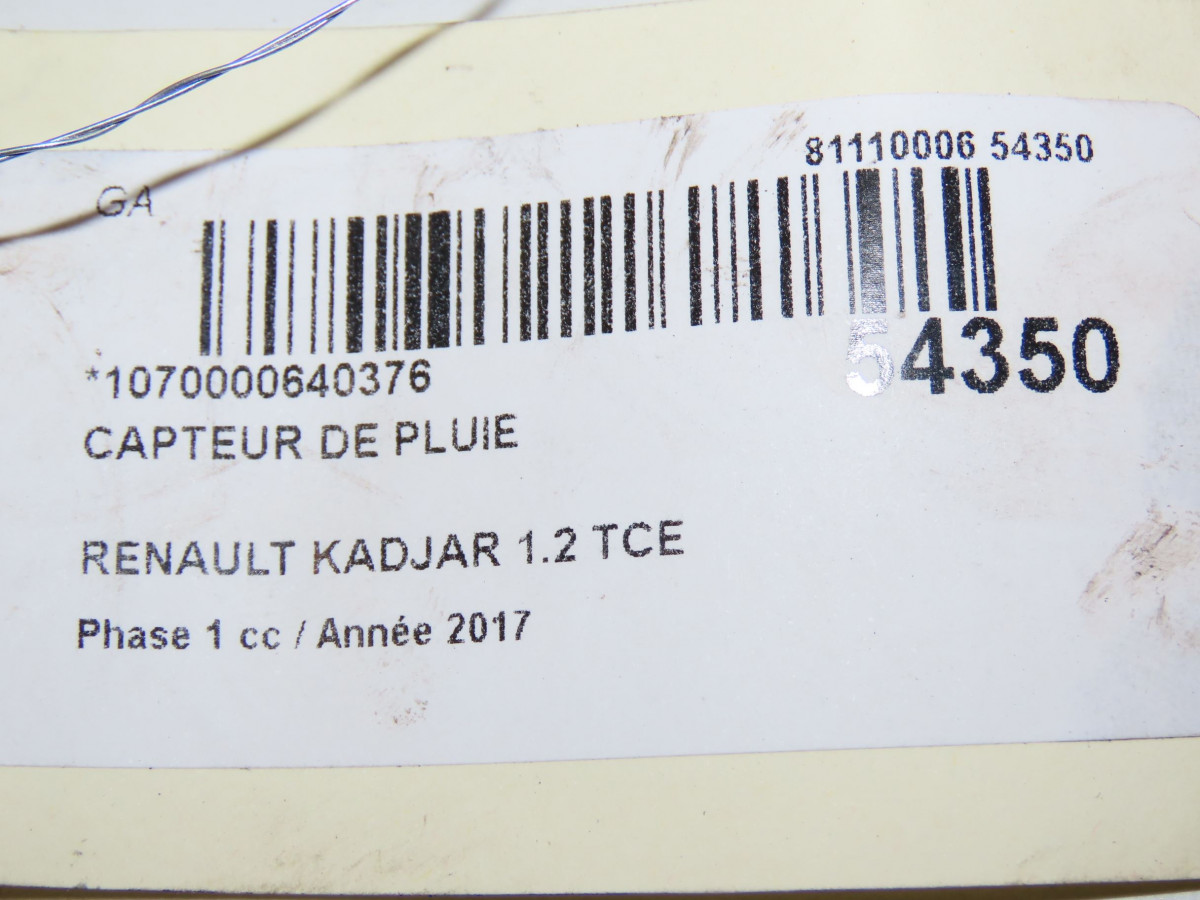 81110006 54350
GA
54350
*1070000640376
CAPTEUR DE PLUIE
RENAULT KADJAR 1.2 TCE
Phase 1 cc / Année 2017